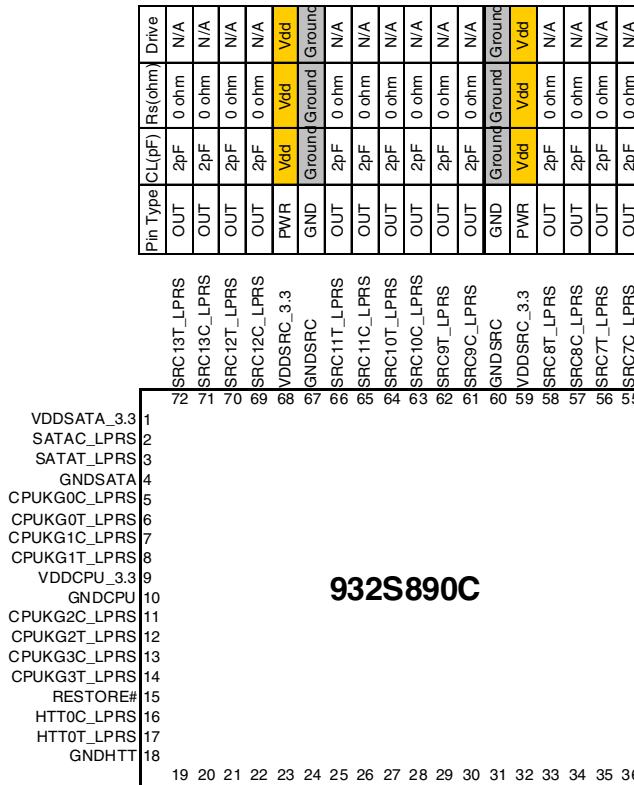 Drive N/A N/A N/A N/A Vdd Ground N/A N/A N/A N/A N/A N/A Ground Vdd N/A N/A N/A N/A
Rs(ohm) 0 ohm 0 ohm 0 ohm 0 ohm Vdd Ground 0 ohm 0 ohm 0 ohm 0 ohm 0 ohm 0 ohm Ground Vdd 0 ohm 0 ohm 0 ohm 0 ohm
CL(pF) 2pF 2pF 2pF 2pF Vdd Ground 2pF 2pF 2pF 2pF 2pF 2pF Ground Vdd 2pF 2pF 2pF 2pF
Pin Type OUT OUT OUT OUT PWR GND OUT OUT OUT OUT OUT OUT GND PWR OUT OUT OUT OUT
SRC13T_LPRS SRC13C_LPRS SRC12T_LPRS SRC12C_LPRS VDDSRC_3.3 GNDSRC SRC11T_LPRS SRC11C_LPRS SRC10T_LPRS SRC10C_LPRS SRC9T_LPRS SRC9C_LPRS GNDSRC VDDSRC_3.3 SRC8T_LPRS SRC8C_LPRS SRC7T_LPRS SRC7C_LPRS
72 71 70 69 68 67 66 65 64 63 62 61 60 59 58 57 56 55
VDDSATA_3.3 1
SATAC_LPRS 2
SATAT_LPRS 3
GNDSATA 4
CPUKG0C_LPRS 5
CPUKG0T_LPRS 6
CPUKG1C_LPRS 7
CPUKG1T_LPRS 8
VDDCPU_3.3 9
GNDCPU 10
CPUKG2C_LPRS 11
CPUKG2T_LPRS 12
CPUKG3C_LPRS 13
CPUKG3T_LPRS 14
RESTORE# 15
HTT0C_LPRS 16
HTT0T_LPRS 17
GNDHTT 18
932S890C
19 20 21 22 23 24 25 26 27 28 29 30 31 32 33 34 35 36